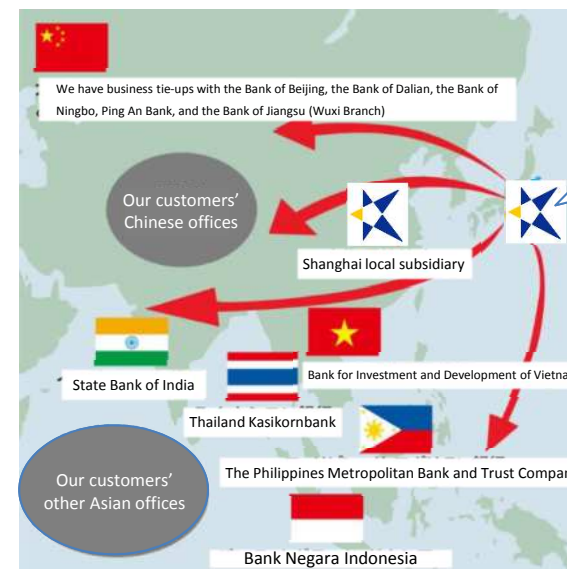 We have business tie-ups with the Bank of Beijing, the Bank of Dalian, the Bank of
Ningbo, Ping An Bank, and the Bank of Jiangsu (Wuxi Branch)
Our customers’
Chinese offices
Shanghai local subsidiary
State Bank of India
Bank for Investment and Development of Vietna
Thailand Kasikornbank
The Philippines Metropolitan Bank and Trust Compan
Our customers’
other Asian offices
Bank Negara Indonesia